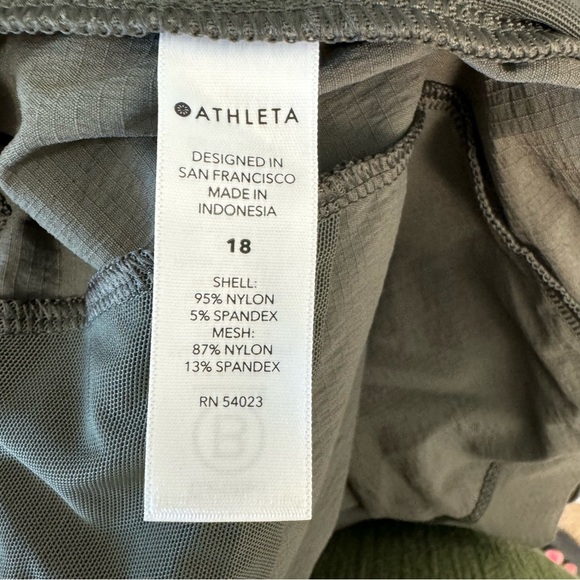 ATHLETA
DESIGNED IN
SAN FRANCISCO
MADE IN
INDONESIA
18
SHELL:
95% NYLON
5% SPANDEX
MESH:
87% NYLON
13% SPANDEX
RN 54023
B